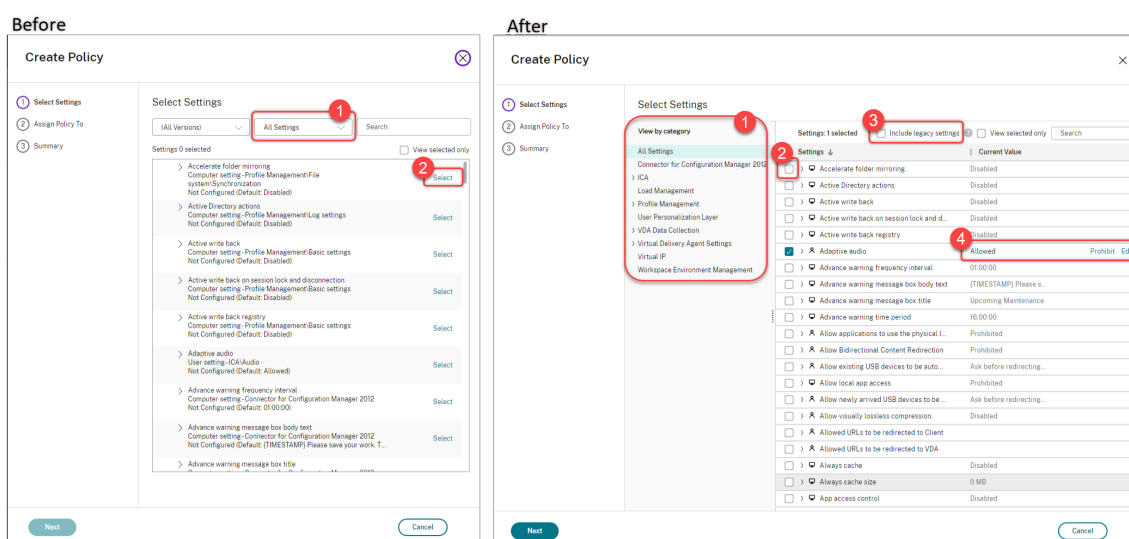 Before
Create Policy
1 Select Settings
2 Assign Policy To
3 Summary
Select Settings
1
(All Versions)
All Settings
Search
Settings 0 selected
View selected only
2
Accelerate folder mirroring
Computer setting - Profile Management\File
system\Synchronization
Not Configured (Default: Disabled)
Select
Active Directory actions
Computer setting - Profile Management\Log settings
Not Configured (Default: Disabled)
Select
Active write back
Computer setting - Profile Management\Basic settings
Not Configured (Default: Disabled)
Select
Active write back on session lock and disconnection
Computer setting - Profile Management\Basic settings
Not Configured (Default: Disabled)
Select
Active write back registry
Computer setting - Profile Management\Basic settings
Not Configured (Default: Disabled)
Select
Adaptive audio
User setting - ICA\Audio
Not Configured (Default: Allowed)
Select
Advance warning frequency interval
Computer setting - Connector for Configuration Manager 2012
Not Configured (Default: 01:00:00)
Select
Advance warning message box body text
Computer setting - Connector for Configuration Manager 2012
Not Configured (Default: {TIMESTAMP} Please save your work. T...
Select
Advance warning message box title
Next
Cancel
After
Create Policy
1 Select Settings
2 Assign Policy To
3 Summary
Select Settings
1
View by category
All Settings
Connector for Configuration Manager 2012
ICA
Load Management
Profile Management
User Personalization Layer
VDA Data Collection
Virtual Delivery Agent Settings
Virtual IP
Workspace Environment Management
3
Settings: 1 selected
Include legacy settings
View selected only
Search
2
Settings ↓
Current Value
Accelerate folder mirroring Disabled
Active Directory actions Disabled
Active write back Disabled
Active write back on session lock and d... Disabled
Active write back registry Disabled
4
Adaptive audio Allowed Prohibit Ed
Advance warning frequency interval 01:00:00
Advance warning message box body text {TIMESTAMP} Please s...
Advance warning message box title Upcoming Maintenance
Advance warning time period 16:00:00
Allow applications to use the physical l... Prohibited
Allow Bidirectional Content Redirection Prohibited
Allow existing USB devices to be auto... Ask before redirecting...
Allow local app access Prohibited
Allow newly arrived USB devices to be ... Ask before redirecting...
Allow visually lossless compression. Disabled
Allowed URLs to be redirected to Client
Allowed URLs to be redirected to VDA
Always cache Disabled
Always cache size 0 MB
App access control Disabled
Next
Cancel